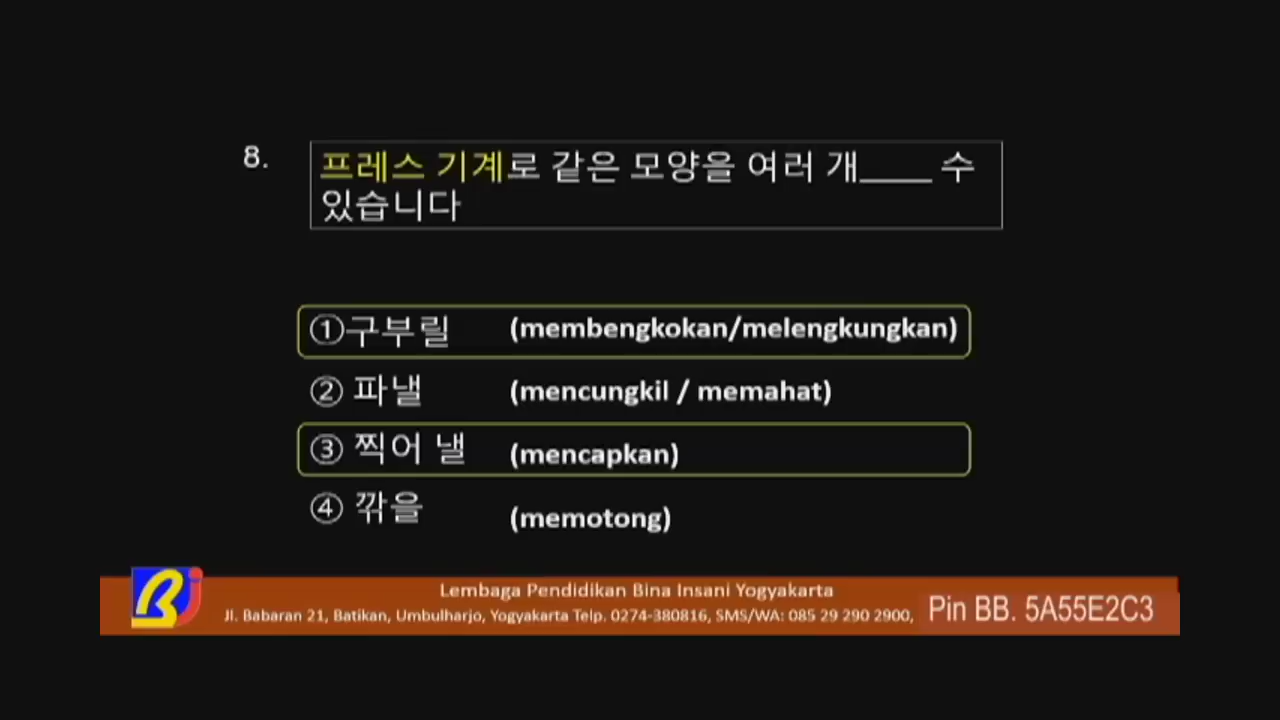 8.
프레스 기계로 같은 모양을 여러 개____ 수
있습니다
①구부릴 (membengkokan/melengkungkan)
② 파낼 (mencungkil / memahat)
③ 찍어 낼 (mencapkan)
④ 깎을 (memotong)
Lembaga Pendidikan Bina Insani Yogyakarta
Jl. Babaran 21, Batikan, Umbulharjo, Yogyakarta Telp. 0274-380816, SMS/WA: 085 29 290 2900, Pin BB. 5A55E2C3